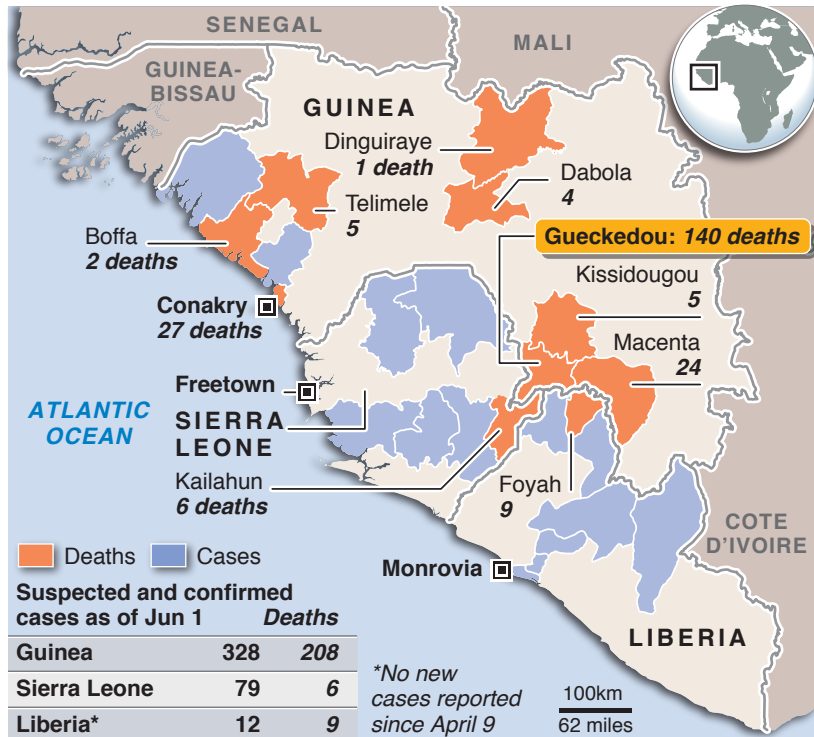 SENEGAL
MALI
GUINEA-
BISSAU
GUINEA
Dinguiraye
1 death
Dabola
4
Telimele
5
Boffa
2 deaths
Gueckedou: 140 deaths
Kissidougou
5
Conakry
27 deaths
Macenta
24
Freetown
ATLANTIC
OCEAN
SIERRA
LEONE
Kailahun
6 deaths
Foyah
9
COTE
D'IVOIRE
Deaths Cases
Monrovia
LIBERIA
Suspected and confirmed
cases as of Jun 1 Deaths
Guinea 328 208
Sierra Leone 79 6
Liberia* 12 9
*No new
cases reported
since April 9
100km
62 miles